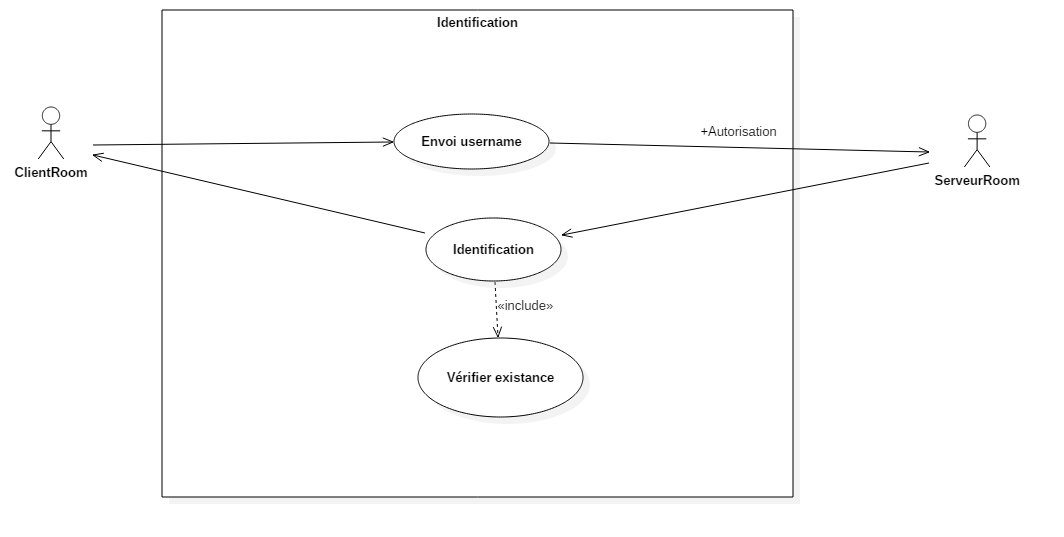 Identification
Envoi username
+Autorisation
ClientRoom
ServeurRoom
Identification
«include»
Vérifier existance